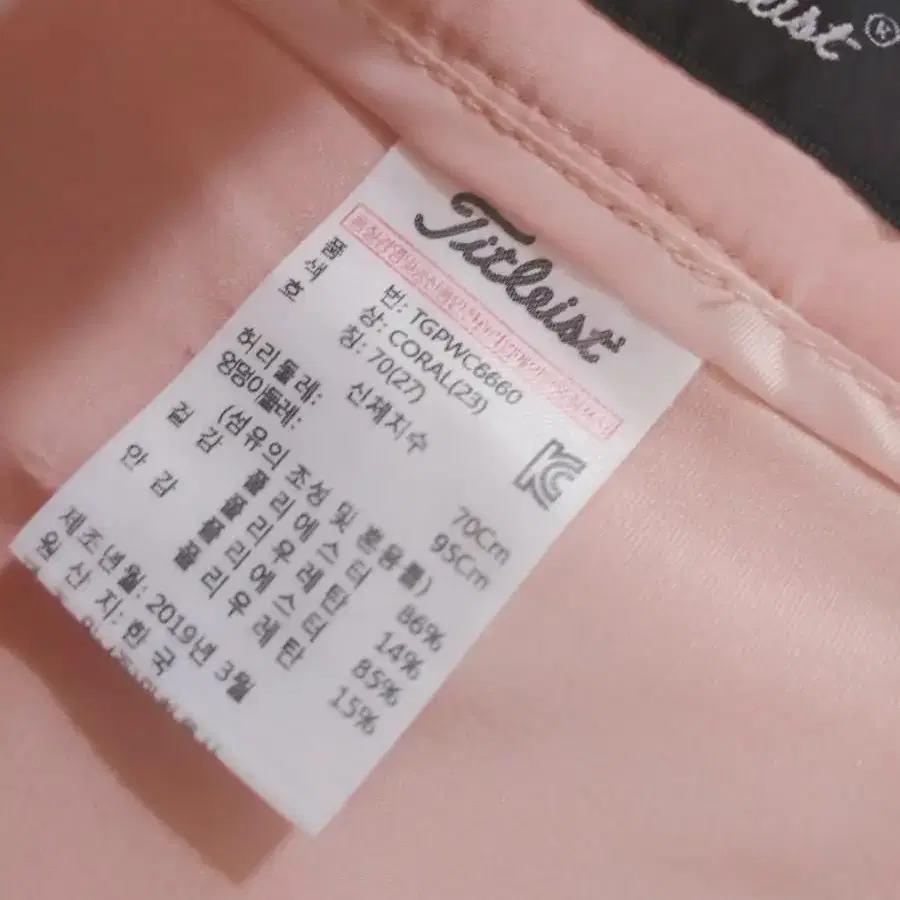 Titleist
품 번: TGPWC6660
색 상: CORAL(23)
호 칭: 70(27)
신체치수
허리둘레: 70Cm
엉덩이둘레: 95Cm
(섬유의 조성 및 혼용률)
겉 감 폴리에스터 86%
폴리우레탄 14%
안 감 폴리에스터 85%
폴리우레탄 15%
제조년월: 2019년 3월
원 산 지: 한 국